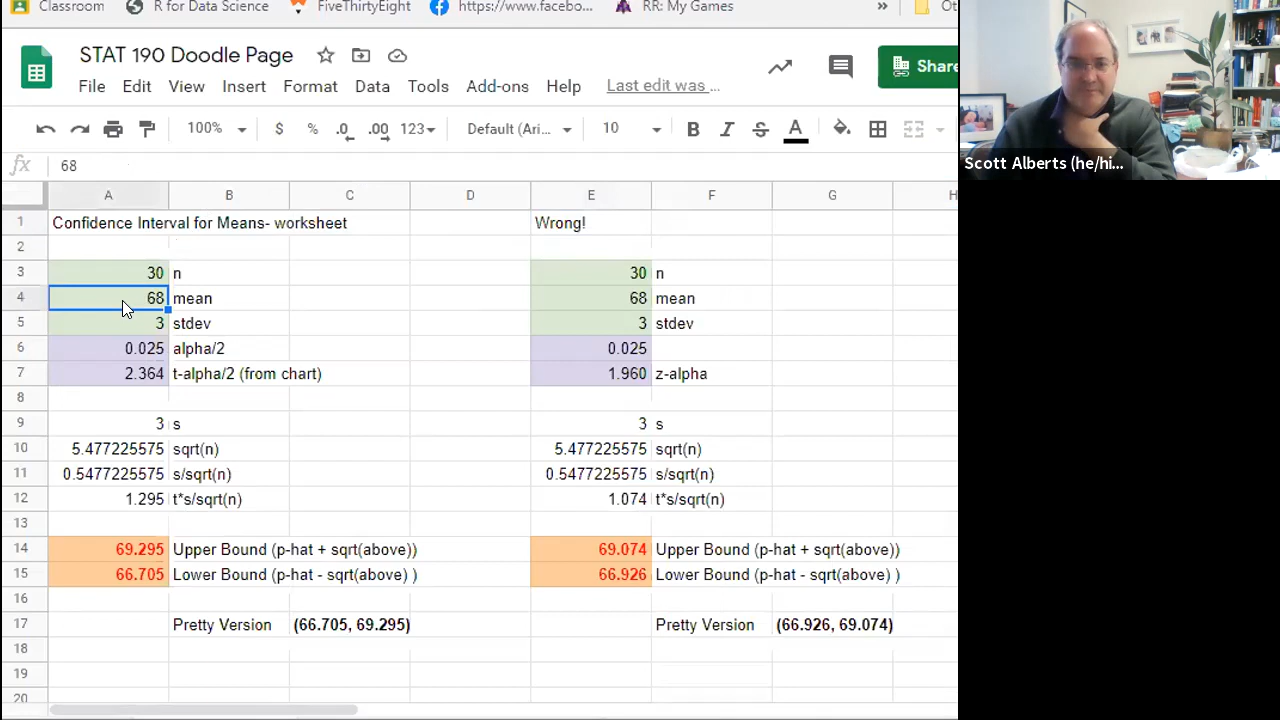 Classroom R for Data Science FiveThirtyEight https://www.facebo... RR: My Games »
STAT 190 Doodle Page
Share
File Edit View Insert Format Data Tools Add-ons Help Last edit was ...
100% $ % .0 .00 123 Default (Ari... 10 B I S A
fx 68
A B C D E F G H
1 Confidence Interval for Means- worksheet Wrong!
2
3 30 n 30 n
4 68 mean 68 mean
5 3 stdev 3 stdev
6 0.025 alpha/2 0.025
7 2.364 t-alpha/2 (from chart) 1.960 z-alpha
8
9 3 s 3 s
10 5.477225575 sqrt(n) 5.477225575 sqrt(n)
11 0.5477225575 s/sqrt(n) 0.5477225575 s/sqrt(n)
12 1.295 t*s/sqrt(n) 1.074 t*s/sqrt(n)
13
14 69.295 Upper Bound (p-hat + sqrt(above)) 69.074 Upper Bound (p-hat + sqrt(above))
15 66.705 Lower Bound (p-hat - sqrt(above) ) 66.926 Lower Bound (p-hat - sqrt(above) )
16
17 Pretty Version (66.705, 69.295) Pretty Version (66.926, 69.074)
18
19
20
Scott Alberts (he/hi...